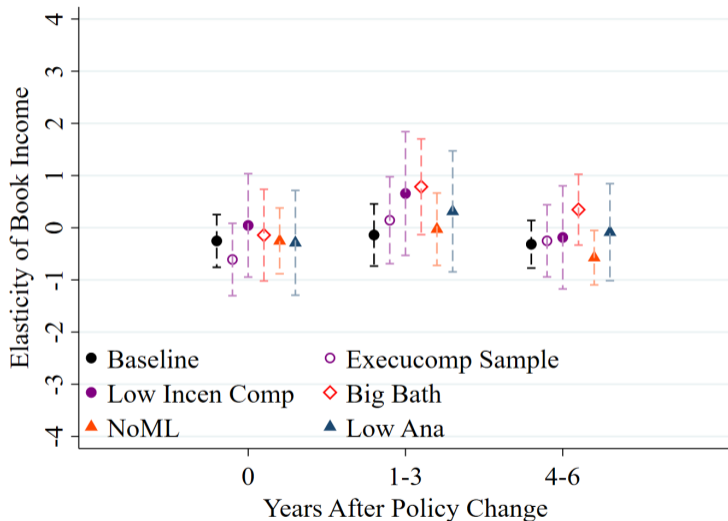 Elasticity of Book Income
4
3
2
1
0
-1
-2
-3
-4
Baseline
Execucomp Sample
Low Incen Comp
Big Bath
NoML
Low Ana
0
1-3
4-6
Years After Policy Change